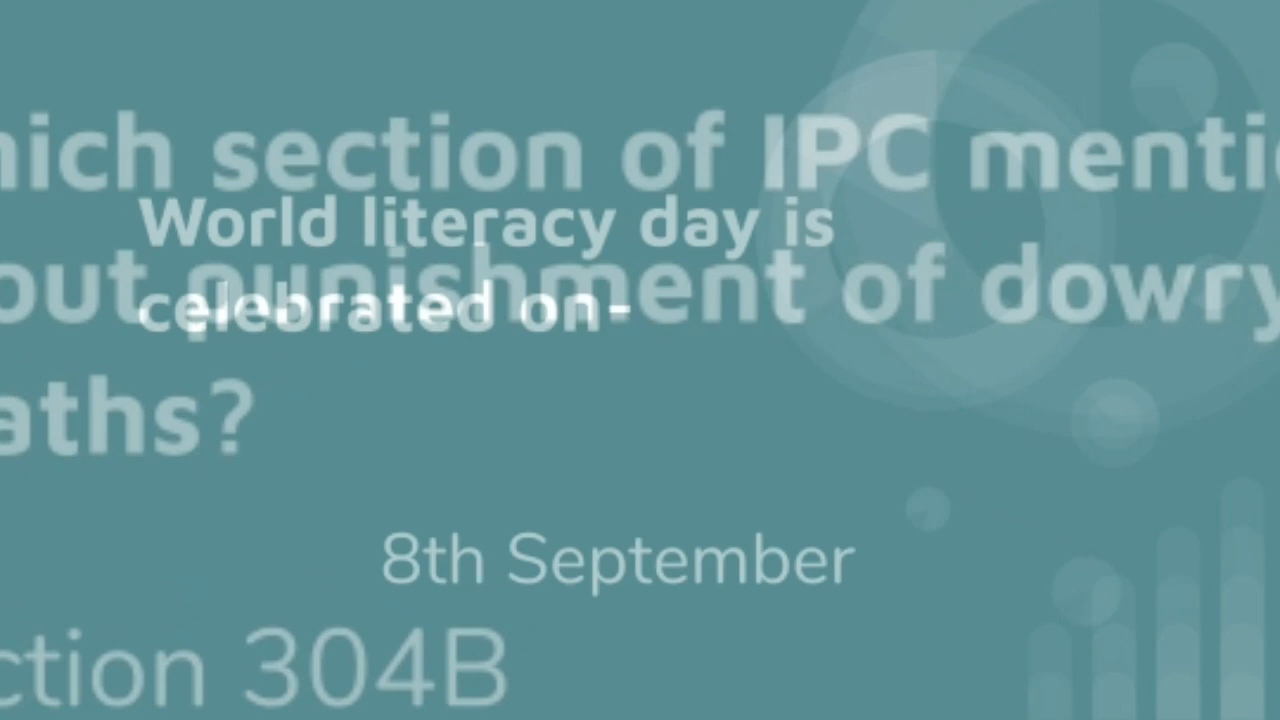 hich section of IPC menti
World literacy day is
out punishment of dowry
celebrated on-
aths?
8th September
ction 304B